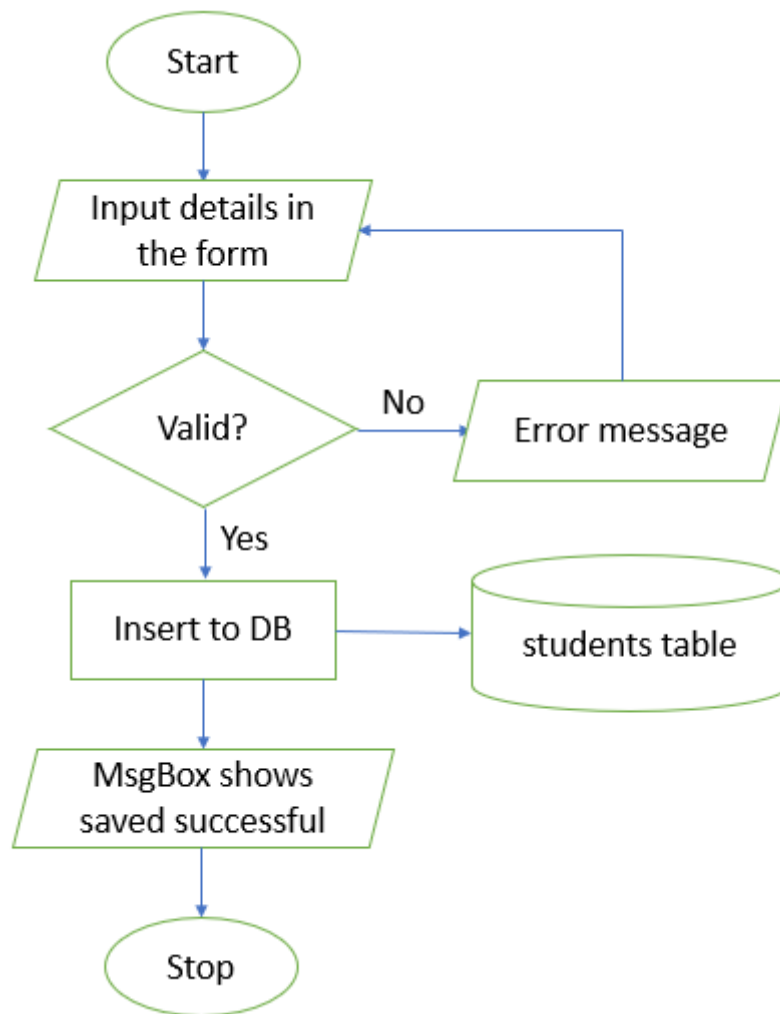 Start
Input details in
the form
Valid?
No
Error message
Yes
Insert to DB
students table
MsgBox shows
saved successful
Stop